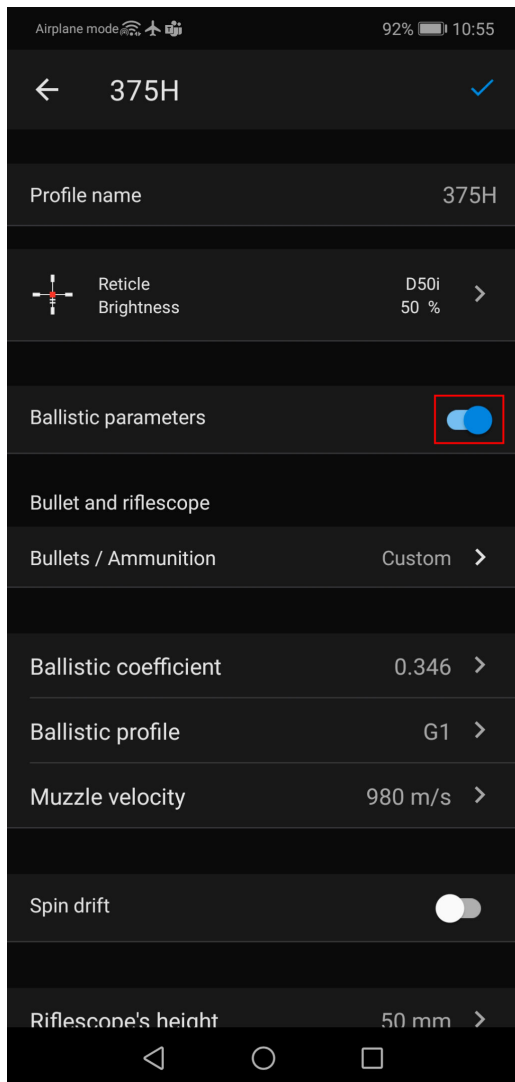 Airplane mode 92% 10:55
375H
Profile name 375H
Reticle D50i
Brightness 50 %
Ballistic parameters
Bullet and riflescope
Bullets / Ammunition Custom
Ballistic coefficient 0.346
Ballistic profile G1
Muzzle velocity 980 m/s
Spin drift
Riflescope's height 50 mm